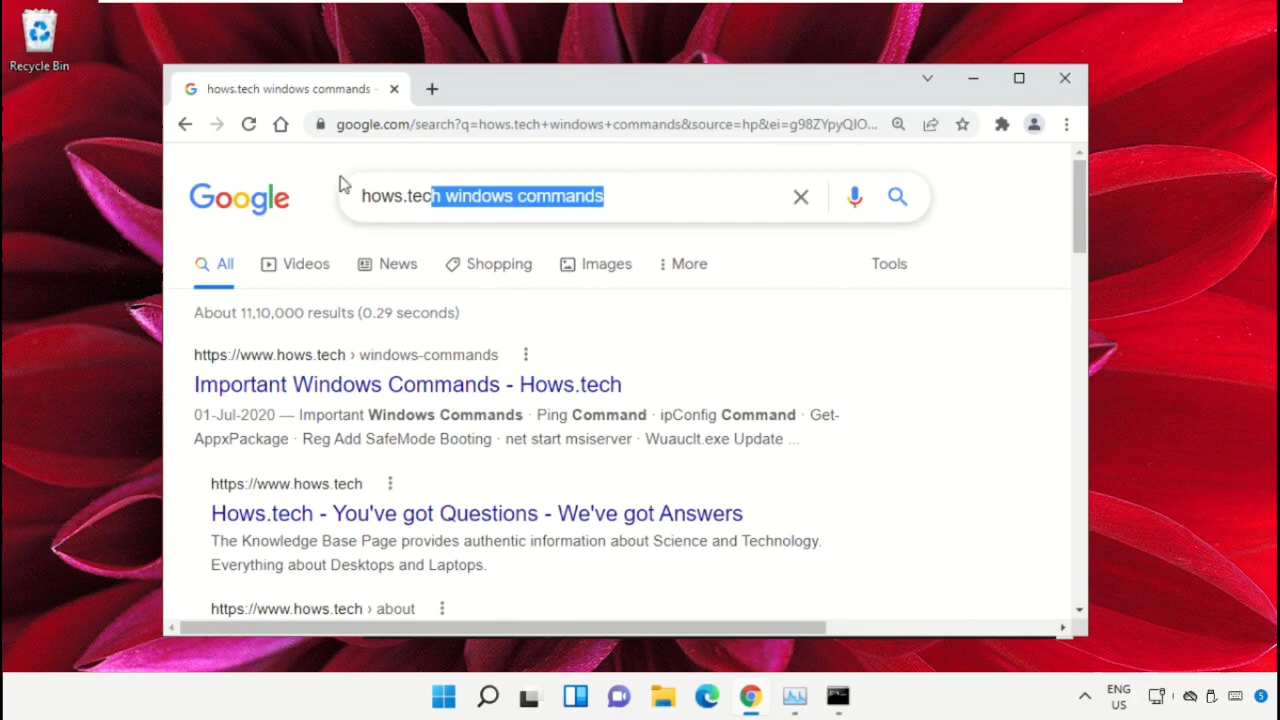 Recycle Bin
hows.tech windows commands -
google.com/search?q=hows.tech+windows+commands&source=hp&ei=g98ZYpyQIO...
Google
hows.tech windows commands
All Videos News Shopping Images More Tools
About 11,10,000 results (0.29 seconds)
https://www.hows.tech › windows-commands
Important Windows Commands - Hows.tech
01-Jul-2020 — Important Windows Commands · Ping Command · ipConfig Command · Get-
AppxPackage · Reg Add SafeMode Booting · net start msiserver · Wuauclt.exe Update ...
https://www.hows.tech
Hows.tech - You've got Questions - We've got Answers
The Knowledge Base Page provides authentic information about Science and Technology.
Everything about Desktops and Laptops.
https://www.hows.tech › about
ENG
US
5